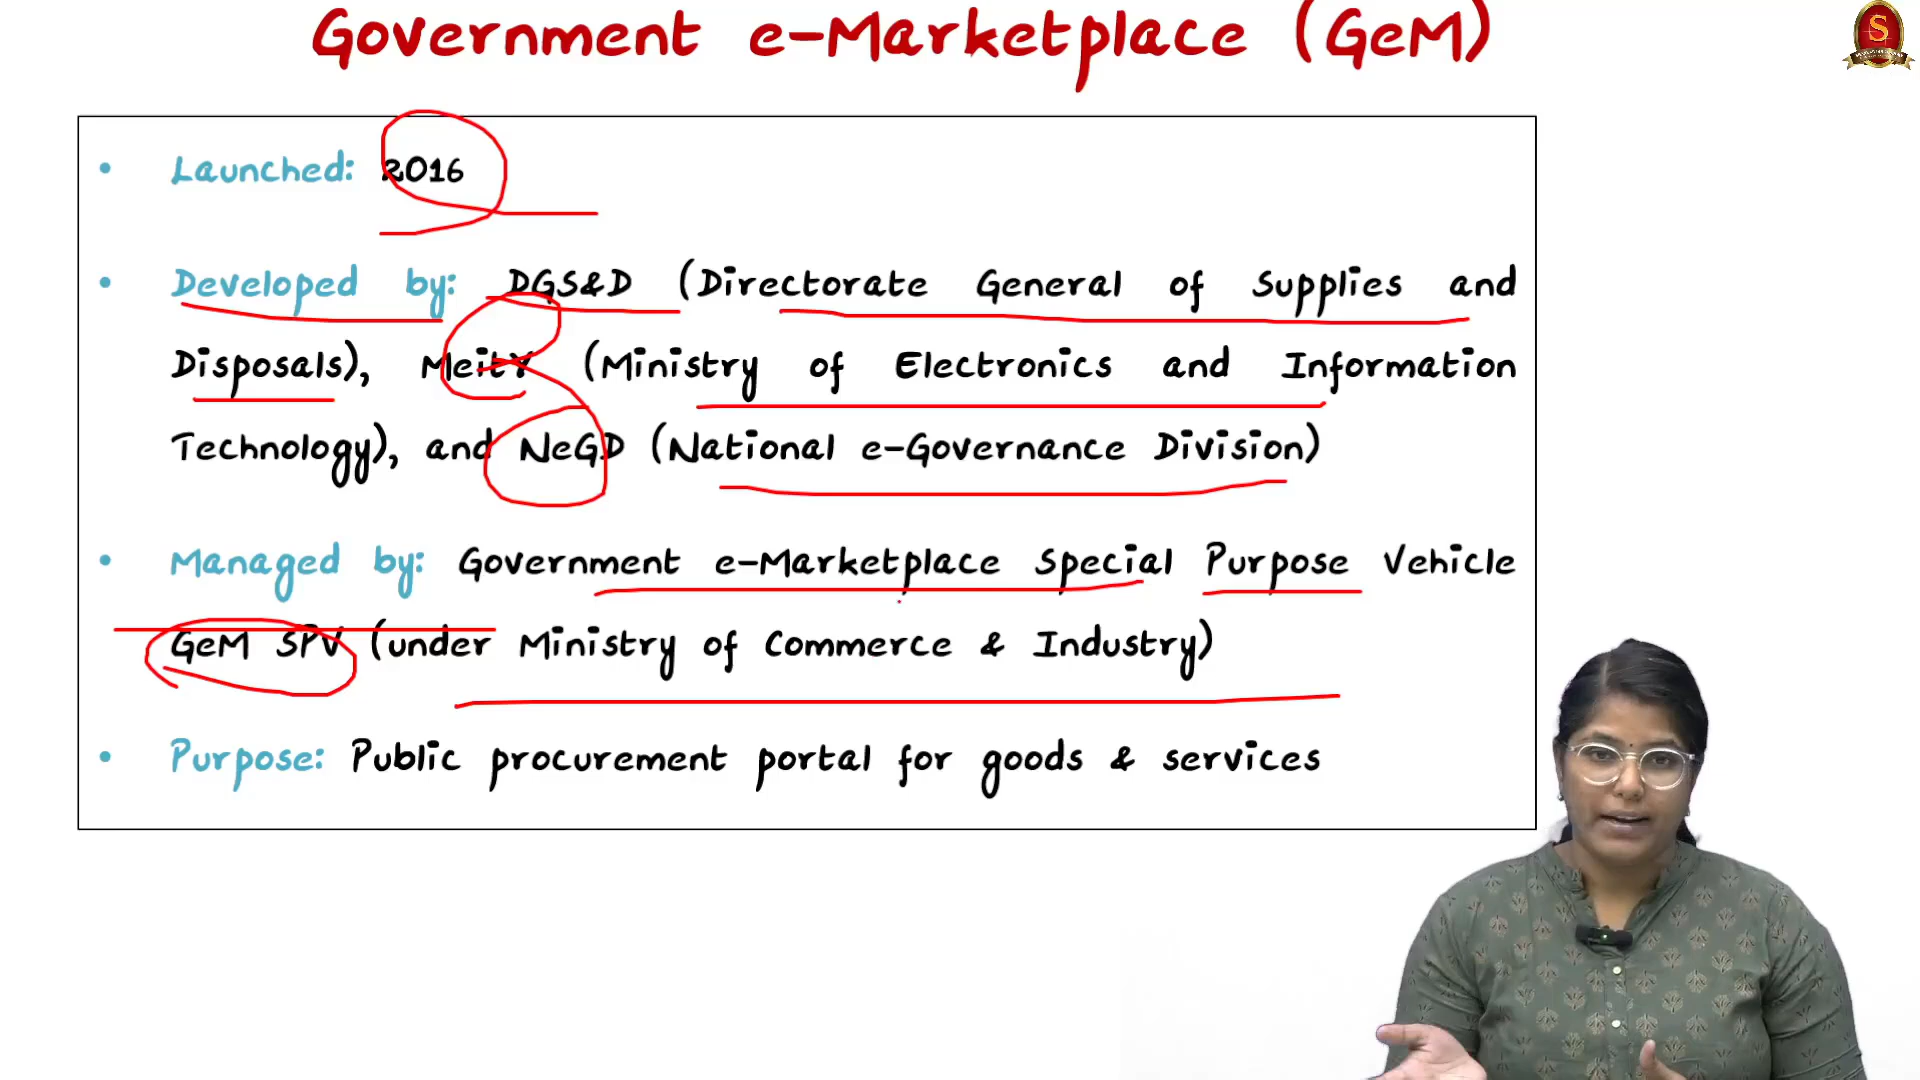 Government e-Marketplace (GeM)
S
• Launched: 2016
• Developed by: DGS&D (Directorate General of Supplies and
Disposals), MeitY (Ministry of Electronics and Information
Technology), and NeGD (National e-Governance Division)
• Managed by: Government e-Marketplace Special Purpose Vehicle
GeM SPV (under Ministry of Commerce & Industry)
• Purpose: Public procurement portal for goods & services